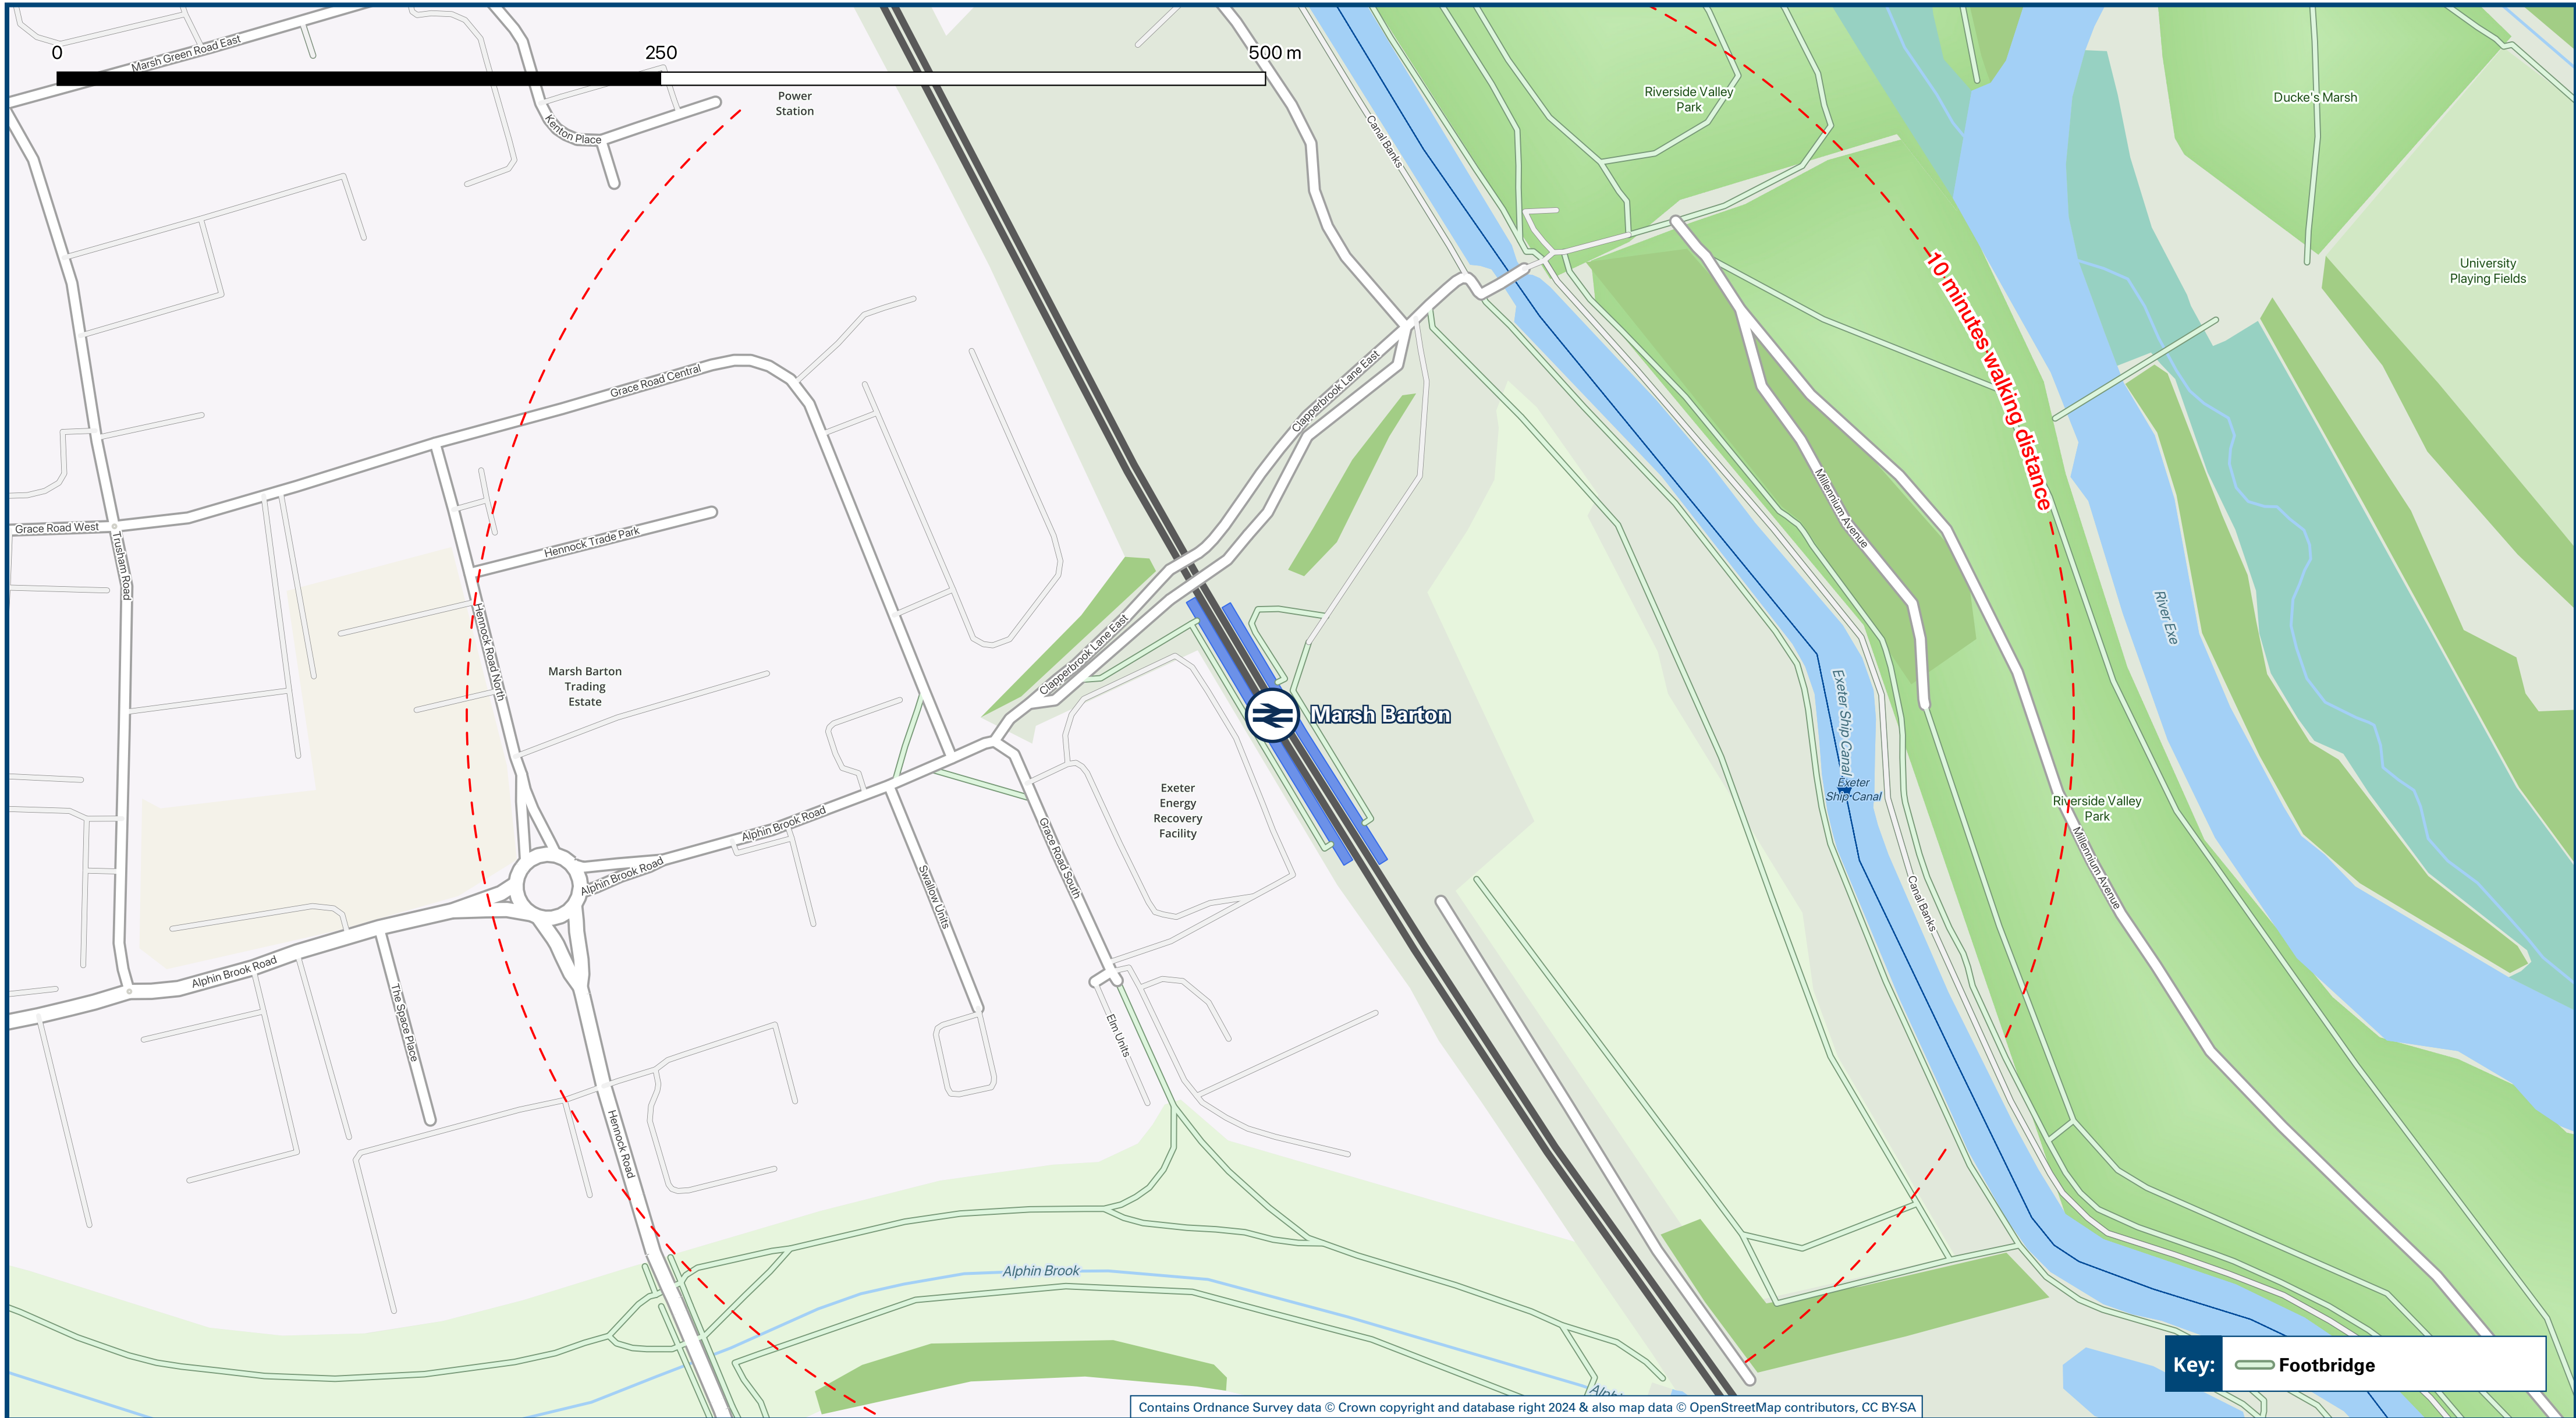 0
250
500 m
Marsh Green Road East
Kenton Place
Power
Station
Canal Banks
Riverside Valley
Park
Ducke's Marsh
University
Playing Fields
10 minutes walking distance
Grace Road Central
Clapperbrook Lane East
Grace Road West
Trusham Road
Hennock Trade Park
Millennium Avenue
River Exe
Hennock Road North
Marsh Barton
Trading
Estate
Clapperbrook Lane East
Marsh Barton
Exeter Ship Canal
Exeter
Ship Canal
Riverside Valley
Park
Millennium Avenue
Exeter
Energy
Recovery
Facility
Alphin Brook Road
Alphin Brook Road
Grace Road South
Swallow Units
Canal Banks
Alphin Brook Road
The Space Place
Elm Units
Hennock Road
Alphin Brook
Key:
Footbridge
Contains Ordnance Survey data © Crown copyright and database right 2024 & also map data © OpenStreetMap contributors, CC BY-SA